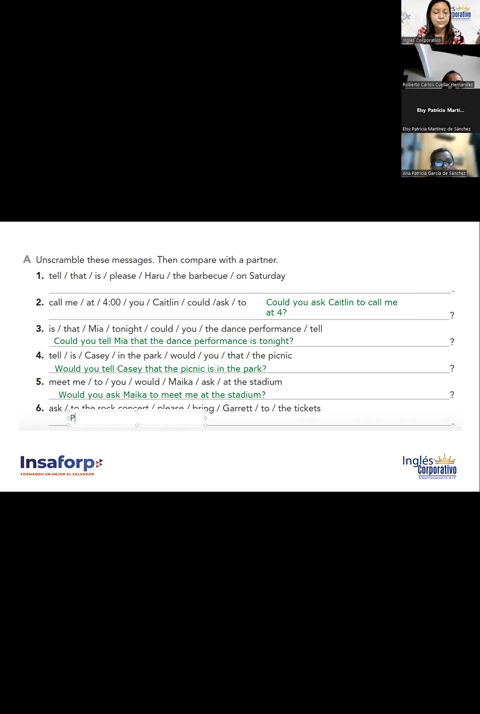 Inglés Corporativo
Inglés Corporativo
Roberto Carlos Cuellar Hernandez
Elsy Patricia Marti...
Elsy Patricia Martinez de Sánchez
Ana Patricia García de Sánchez
A Unscramble these messages. Then compare with a partner.
1. tell / that / is / please / Haru / the barbecue / on Saturday
.
2. call me / at / 4:00 / you / Caitlin / could /ask / to
Could you ask Caitlin to call me
at 4?
?
3. is / that / Mia / tonight / could / you / the dance performance / tell
Could you tell Mia that the dance performance is tonight? ?
4. tell / is / Casey / in the park / would / you / that / the picnic
Would you tell Casey that the picnic is in the park? ?
5. meet me / to / you / would / Maika / ask / at the stadium
Would you ask Maika to meet me at the stadium? ?
6. ask / to the rock concert / please / bring / Garrett / to / the tickets
P .
Insaforp
FORMANDO UN MEJOR EL SALVADOR
Inglés
Corporativo